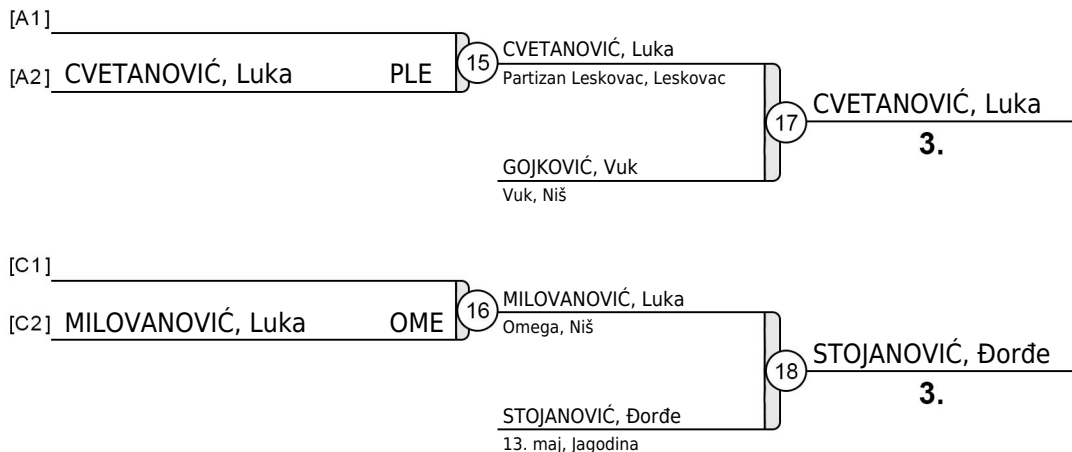 [A1]
[A2] CVETANOVIĆ, Luka PLE
15
CVETANOVIĆ, Luka
Partizan Leskovac, Leskovac
17
CVETANOVIĆ, Luka
3.
GOJKOVIĆ, Vuk
Vuk, Niš
[C1]
[C2] MILOVANOVIĆ, Luka OME
16
MILOVANOVIĆ, Luka
Omega, Niš
18
STOJANOVIĆ, Đorđe
3.
STOJANOVIĆ, Đorđe
13. maj, Jagodina